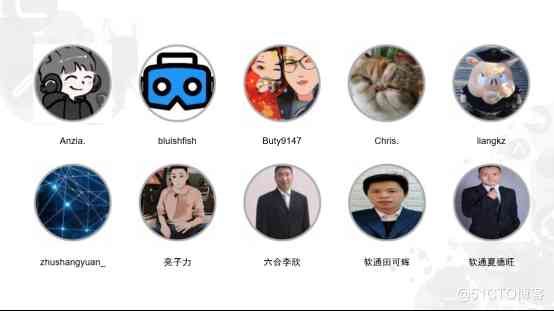 Anzia.
bluishfish
Buty9147
Chris.
liangkz
zhushangyuan_
亮子力
六合李欣
软通田可辉
软通夏德旺
@51CTO博客